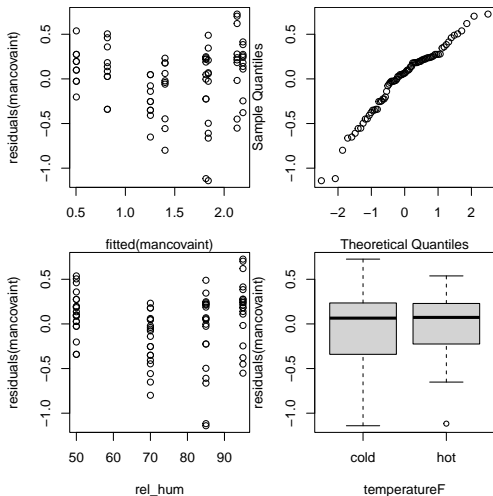 residuals(mancovaint)
0.5
0.0
−0.5
−1.0
0.5 1.0 1.5 2.0
fitted(mancovaint)
Sample Quantiles
0.5
0.0
−0.5
−1.0
−2 −1 0 1 2
Theoretical Quantiles
residuals(mancovaint)
0.5
0.0
−0.5
−1.0
50 60 70 80 90
rel_hum
residuals(mancovaint)
0.5
0.0
−0.5
−1.0
cold hot
temperatureF